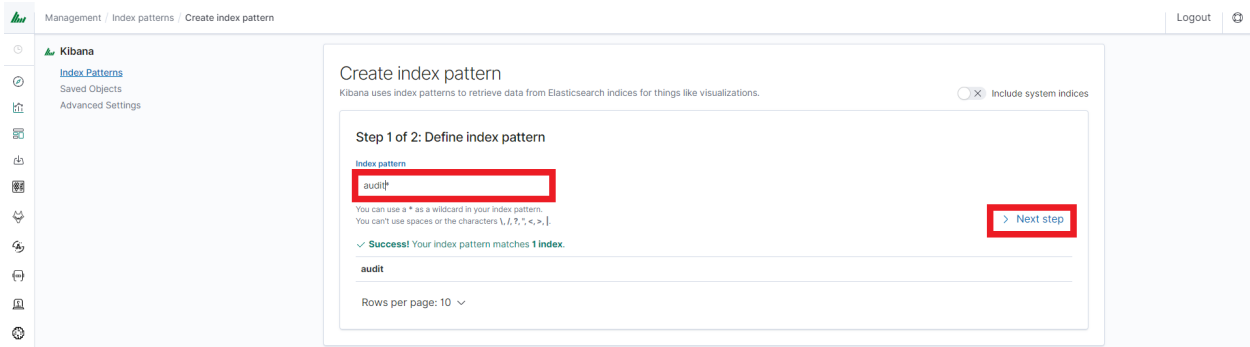 Management / Index patterns / Create index pattern
Logout
Kibana
Index Patterns
Saved Objects
Advanced Settings
Create index pattern
Kibana uses index patterns to retrieve data from Elasticsearch indices for things like visualizations.
Include system indices
Step 1 of 2: Define index pattern
Index pattern
audit*
You can use a * as a wildcard in your index pattern.
You can't use spaces or the characters \, /, ?, ", <, >, |.
Next step
Success! Your index pattern matches 1 index.
audit
Rows per page: 10